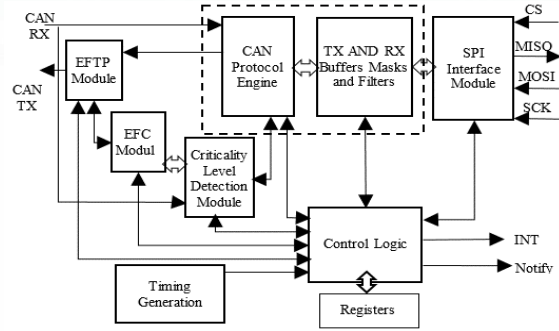 CAN
RX
EFTP
Module
CAN
TX
EFC
Modul
CAN
Protocol
Engine
TX AND RX
Buffers Masks
and Filters
SPI
Interface
Module
CS
MISO
MOSI
SCK
Criticality
Level
Detection
Module
Control Logic
INT
Notify
Timing
Generation
Registers